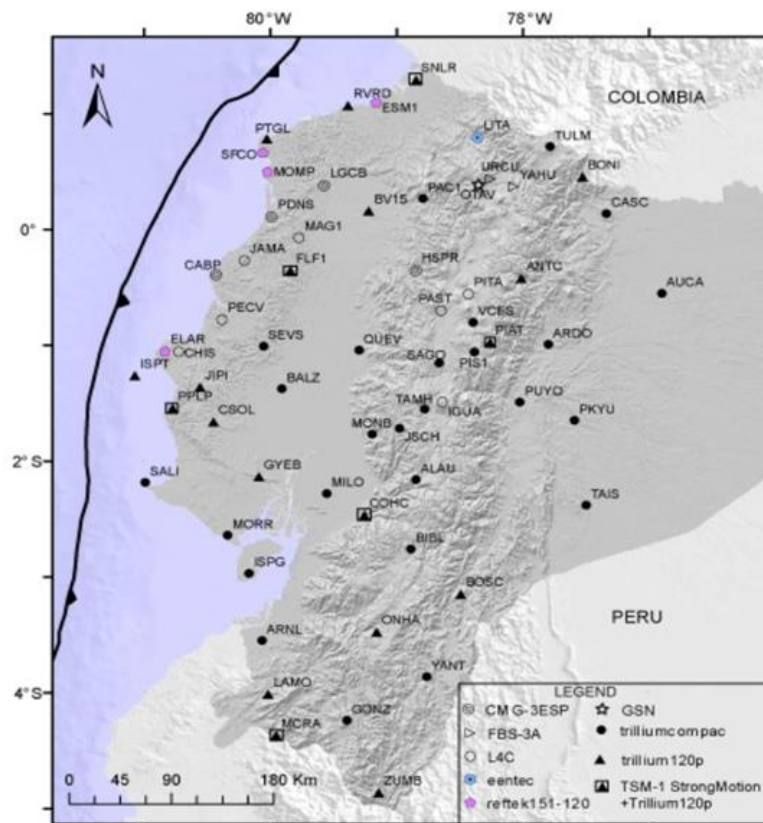 80°W 78°W
N
SNLR
COLOMBIA
RVRD
ESM1
PTGL
UTA
TULM
SFCO
URCU
MOMP
LGCB
YAHU
BONI
PAC1
OTAV
BV15
PDNS
CASC
0°
MAG1
JAMA
FLF1
HSPR
CABP
ANTC
PITA
AUCA
PAST
PECV
VCES
PIAT
ELAR
SEVS
QUEV
ARDO
CHIS
SAGO
PIS1
ISPT
JIPI
BALZ
PUYO
PPLP
TAMH
IGUA
CSOL
MONB
JSCH
PKYU
2°S
SALI
GYEB
MILO
ALAU
TAIS
COHC
MORR
BIBL
ISPG
BOSC
PERU
ARNL
ONHA
YANT
4°S
LAMO
GONZ
MCRA
ZUMB
0 45 90 180 Km
LEGEND
CMG-3ESP
FBS-3A
L4C
eentec
reftek151-120
GSN
trilliumcompac
trillium120p
TSM-1 StrongMotion
+Trillium120p